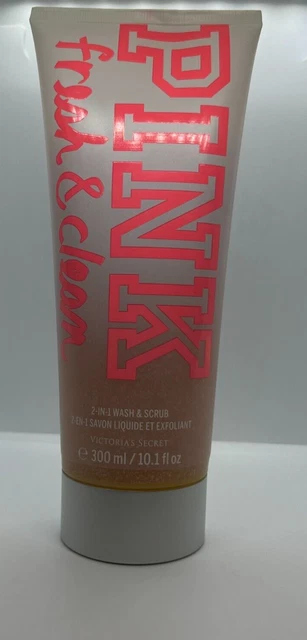 PINK
fresh & clean
2-IN-1 WASH & SCRUB
2-EN-1 SAVON LIQUIDE ET EXFOLIANT
VICTORIA'S SECRET
℮ 300 ml / 10.1 fl oz